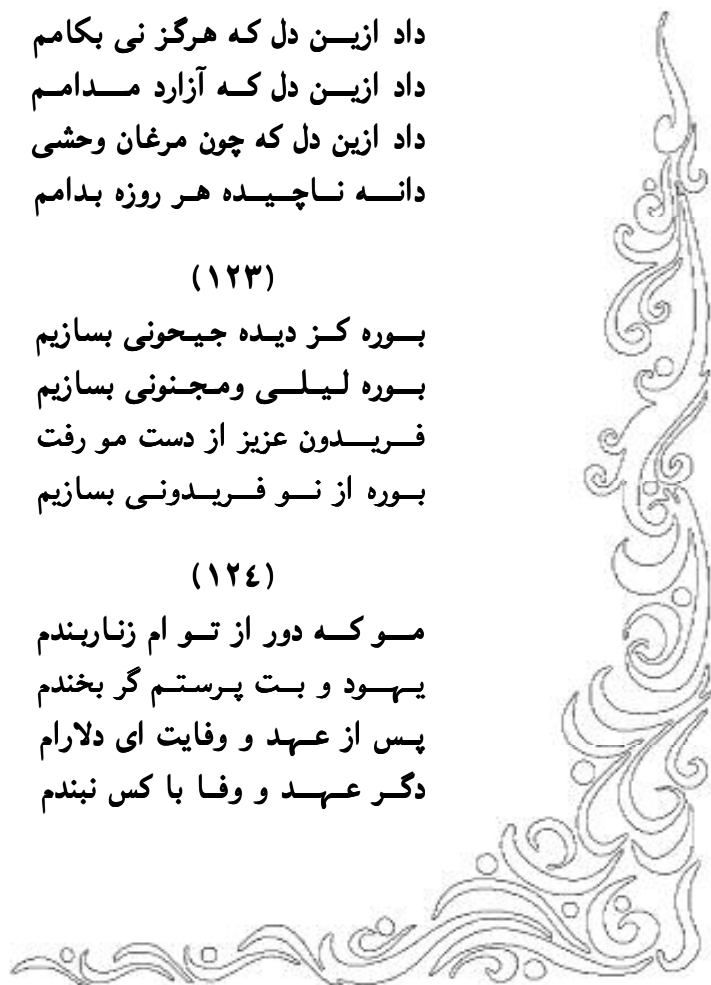 داد ازین دل که هرگز نی بکامم
داد ازین دل که آزارد مدامم
داد ازین دل که چون مرغان وحشی
دانه ناچیده هر روزه بدامم
(۱۲۳)
بوره کز دیده جیحونی بسازیم
بوره لیلی ومجنونی بسازیم
فریدون عزیز از دست مو رفت
بوره از نو فریدونی بسازیم
(۱۲٤)
مو که دور از تو ام زناربندم
یهود و بت پرستم گر بخندم
پس از عهد و وفایت ای دلارام
دگر عهد و وفا با کس نبندم